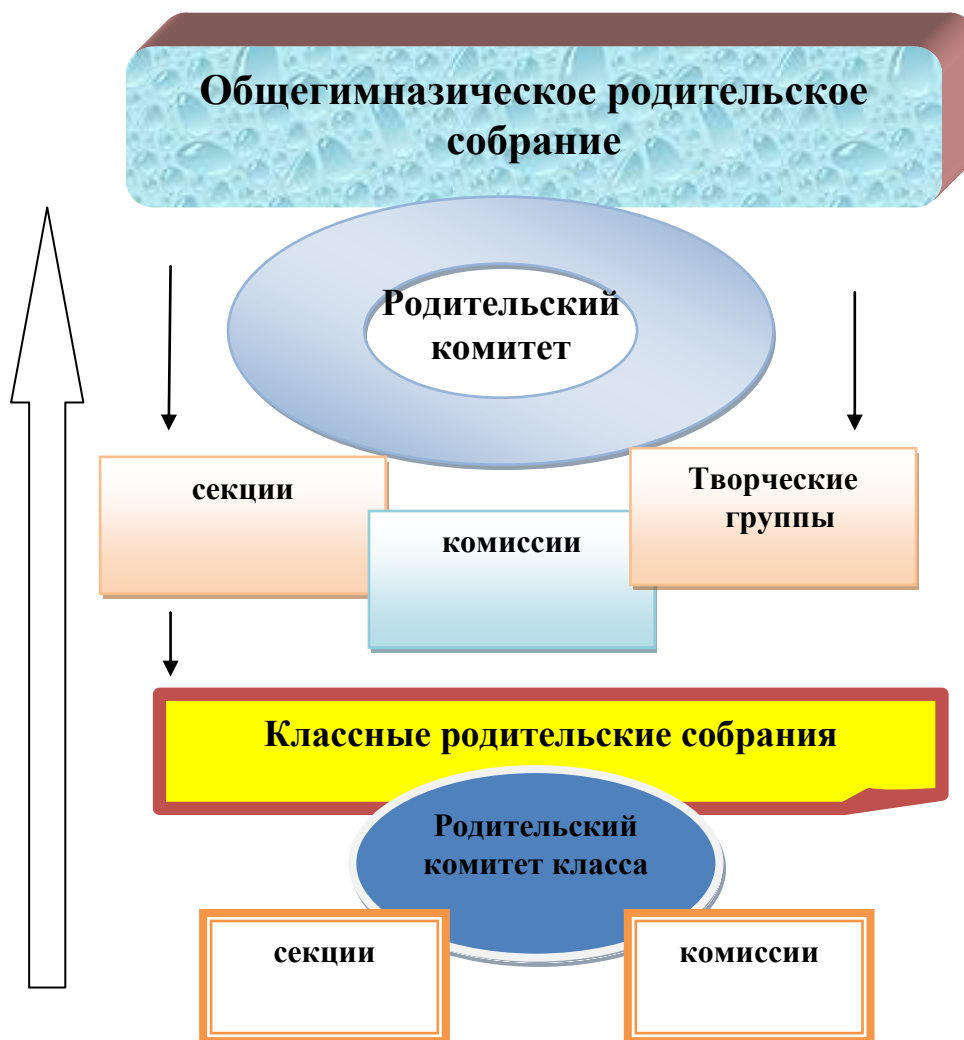 Общегимназическое родительское
собрание
Родительский
комитет
секции
Творческие
группы
комиссии
Классные родительские собрания
Родительский
комитет класса
секции
комиссии